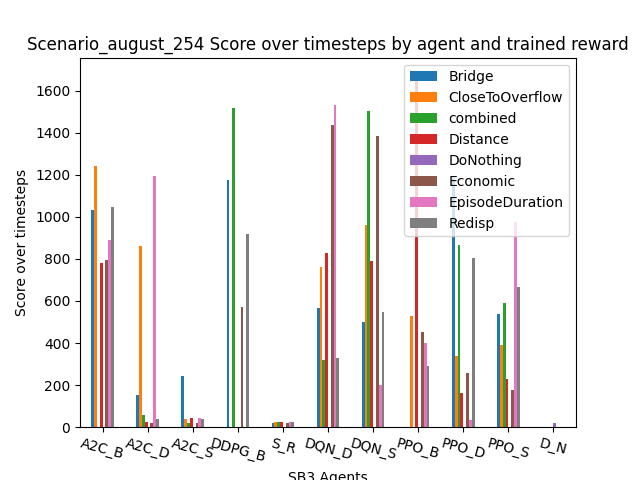 Scenario_august_254 Score over timesteps by agent and trained reward
Score over timesteps
1600
1400
1200
1000
800
600
400
200
0
Bridge
CloseToOverflow
combined
Distance
DoNothing
Economic
EpisodeDuration
Redisp
A2C_B
A2C_D
A2C_S
DDPG_B
S_R
DQN_D
DQN_S
PPO_B
PPO_D
PPO_S
D_N
SB3 Agents